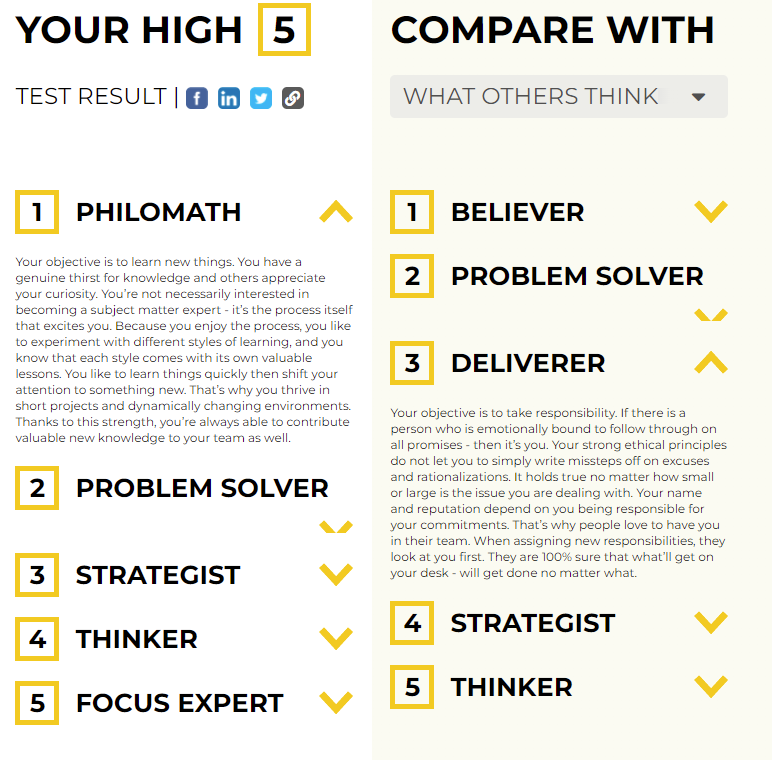 YOUR HIGH 5
TEST RESULT |
1 PHILOMATH
Your objective is to learn new things. You have a
genuine thirst for knowledge and others appreciate
your curiosity. You're not necessarily interested in
becoming a subject matter expert - it's the process itself
that excites you. Because you enjoy the process, you like
to experiment with different styles of learning, and you
know that each style comes with its own valuable
lessons. You like to learn things quickly then shift your
attention to something new. That's why you thrive in
short projects and dynamically changing environments.
Thanks to this strength, you're always able to contribute
valuable new knowledge to your team as well.
2 PROBLEM SOLVER
3 STRATEGIST
4 THINKER
5 FOCUS EXPERT
COMPARE WITH
WHAT OTHERS THINK
1 BELIEVER
2 PROBLEM SOLVER
3 DELIVERER
Your objective is to take responsibility. If there is a
person who is emotionally bound to follow through on
all promises - then it's you. Your strong ethical principles
do not let you to simply write missteps off on excuses
and rationalizations. It holds true no matter how small
or large is the issue you are dealing with. Your name
and reputation depend on you being responsible for
your commitments. That's why people love to have you
in their team. When assigning new responsibilities, they
look at you first. They are 100% sure that what'll get on
your desk - will get done no matter what.
4 STRATEGIST
5 THINKER